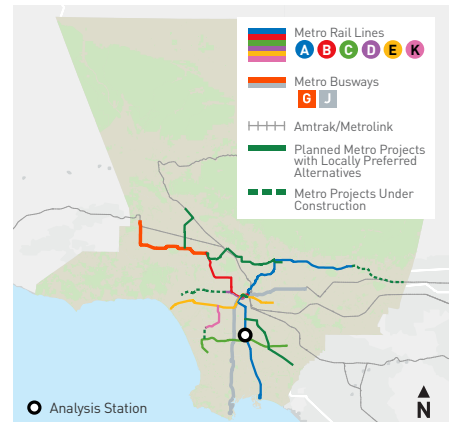 Metro Rail Lines
A B C D E K
Metro Busways
G J
Amtrak/Metrolink
Planned Metro Projects
with Locally Preferred
Alternatives
Metro Projects Under
Construction
Analysis Station
N